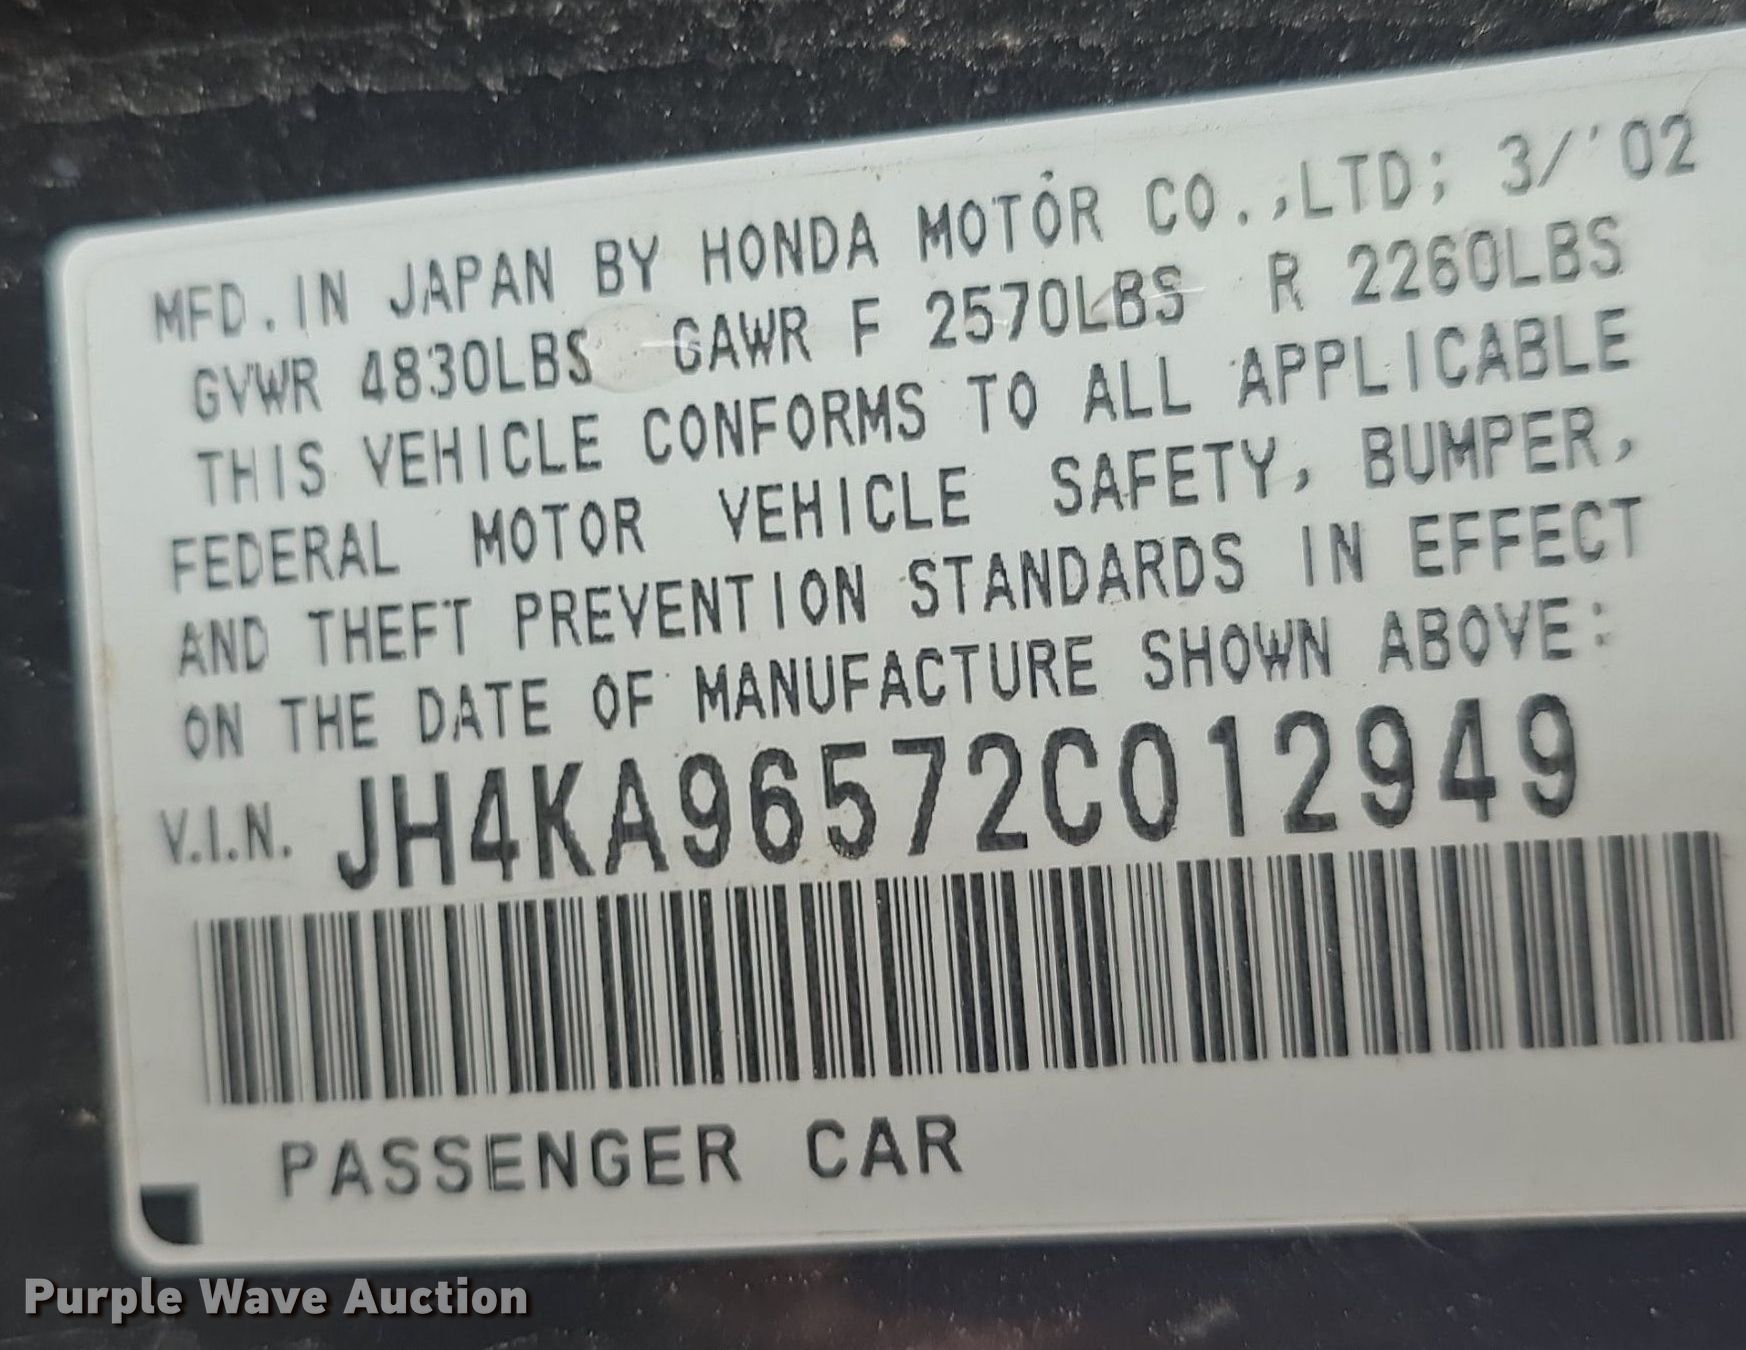 MFD. IN JAPAN BY HONDA MOTOR CO.,LTD; 3/'02
GVWR 4830LBS GAWR F 2570LBS R 2260LBS
THIS VEHICLE CONFORMS TO ALL APPLICABLE
FEDERAL MOTOR VEHICLE SAFETY, BUMPER,
AND THEFT PREVENTION STANDARDS IN EFFECT
ON THE DATE OF MANUFACTURE SHOWN ABOVE:
V.I.N. JH4KA96572C012949
PASSENGER CAR
Purple Wave Auction